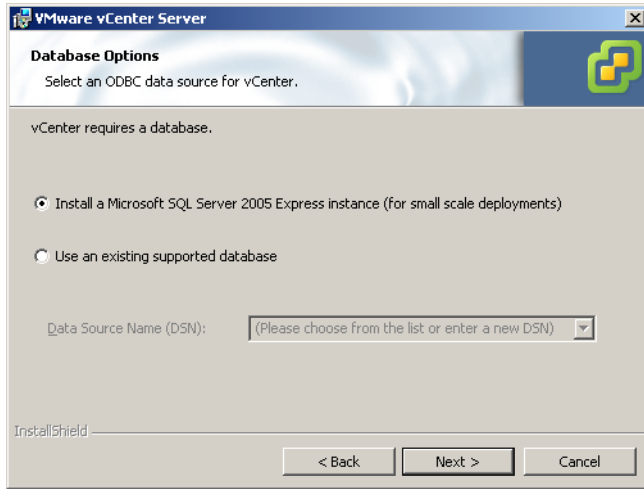 VMware vCenter Server
Database Options
Select an ODBC data source for vCenter.
vCenter requires a database.
Install a Microsoft SQL Server 2005 Express instance (for small scale deployments)
Use an existing supported database
Data Source Name (DSN):
(Please choose from the list or enter a new DSN)
InstallShield
< Back
Next >
Cancel